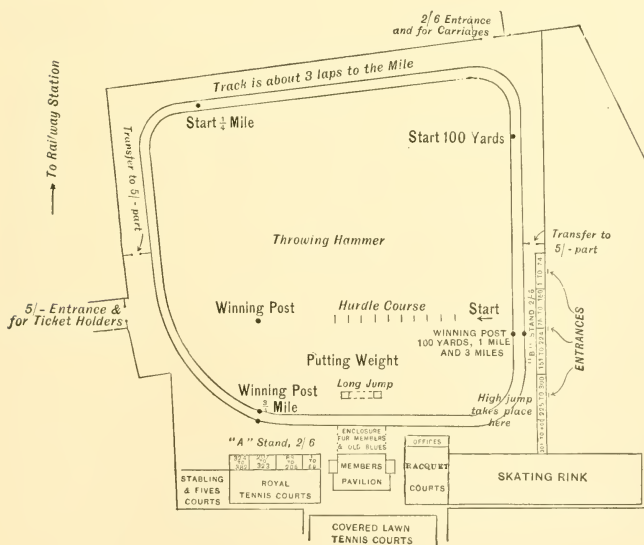 2/6 Entrance
and for Carriages
Track is about 3 laps to the Mile
→ To Railway Station
Start ¼ Mile
Start 100 Yards
Transfer to 5/- part
Throwing Hammer
Transfer to
5/- part
5/- Entrance &
for Ticket Holders
Winning Post
Hurdle Course
Start
WINNING POST
100 YARDS, 1 MILE
AND 3 MILES
"B" STAND 2/6
ENTRANCES
Putting Weight
Long Jump
Winning Post
Mile
High jump
takes place
here
"A" Stand, 2/6
ENCLOSURE
FOR MEMBERS
& OLD BLUES
OFFICES
MEMBERS
PAVILION
RACQUET
COURTS
SKATING RINK
STABLING
& FIVES
COURTS
ROYAL
TENNIS COURTS
COVERED LAWN
TENNIS COURTS